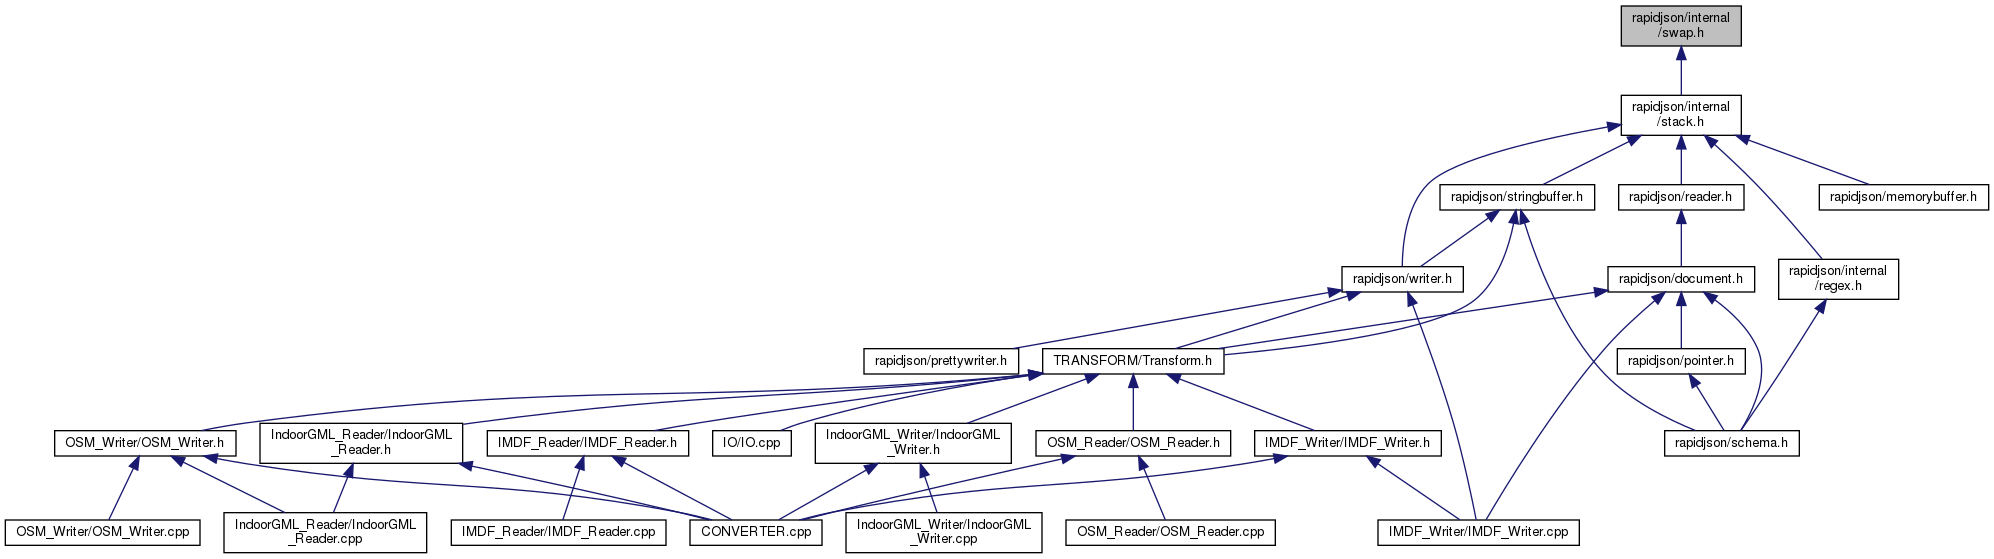 rapidjson/internal
/swap.h
rapidjson/internal
/stack.h
rapidjson/stringbuffer.h
rapidjson/reader.h
rapidjson/memorybuffer.h
rapidjson/writer.h
rapidjson/document.h
rapidjson/internal
/regex.h
rapidjson/prettywriter.h
TRANSFORM/Transform.h
rapidjson/pointer.h
OSM_Writer/OSM_Writer.h
IndoorGML_Reader/IndoorGML
_Reader.h
IMDF_Reader/IMDF_Reader.h
IO/IO.cpp
IndoorGML_Writer/IndoorGML
_Writer.h
OSM_Reader/OSM_Reader.h
IMDF_Writer/IMDF_Writer.h
rapidjson/schema.h
OSM_Writer/OSM_Writer.cpp
IndoorGML_Reader/IndoorGML
_Reader.cpp
IMDF_Reader/IMDF_Reader.cpp
CONVERTER.cpp
IndoorGML_Writer/IndoorGML
_Writer.cpp
OSM_Reader/OSM_Reader.cpp
IMDF_Writer/IMDF_Writer.cpp